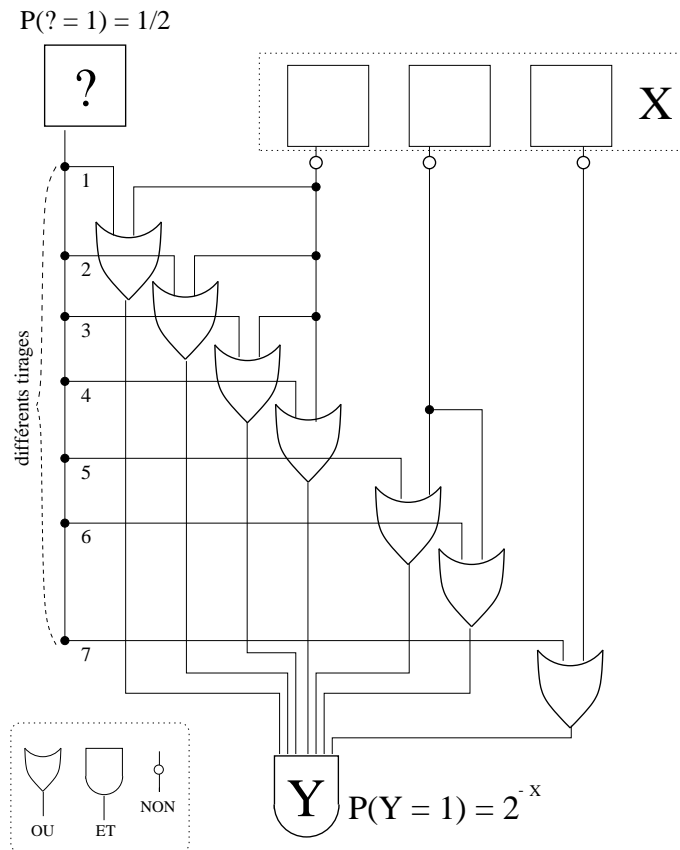 P(? = 1) = 1/2
?
X
1
2
3
4
5
6
7
différents tirages
Y
P(Y = 1) = 2^{- X}
OU
ET
NON